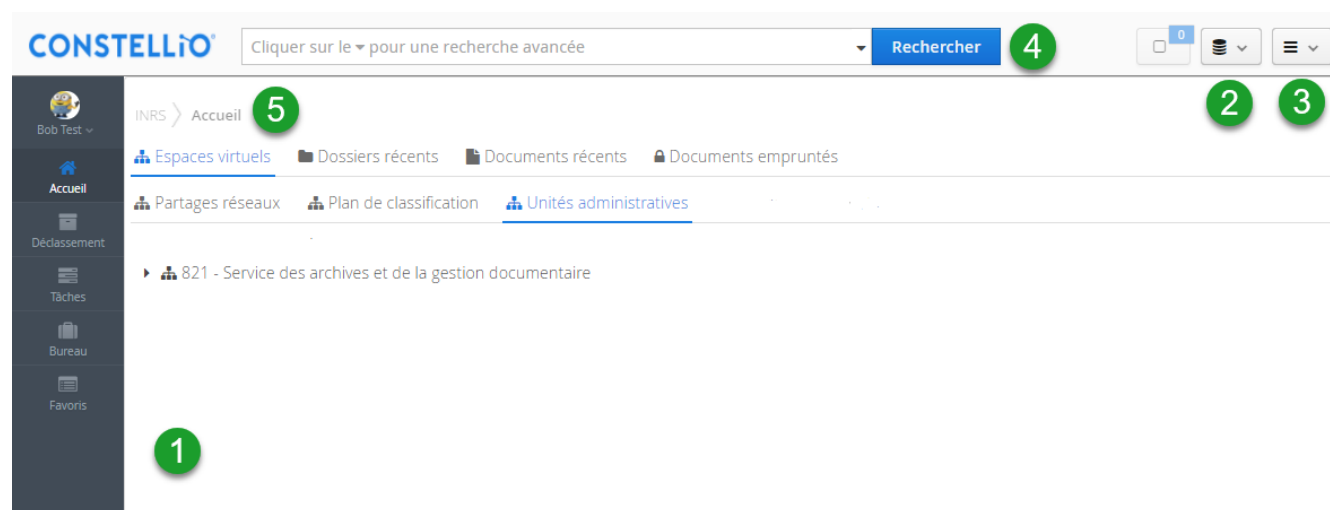 CONSTELLiO
Cliquer sur le ▾ pour une recherche avancée
Rechercher
4
0
2
3
Bob Test
INRS 〉 Accueil
5
Espaces virtuels Dossiers récents Documents récents Documents empruntés
Accueil
Partages réseaux Plan de classification Unités administratives
Déclassement
821 - Service des archives et de la gestion documentaire
Tâches
Bureau
Favoris
1